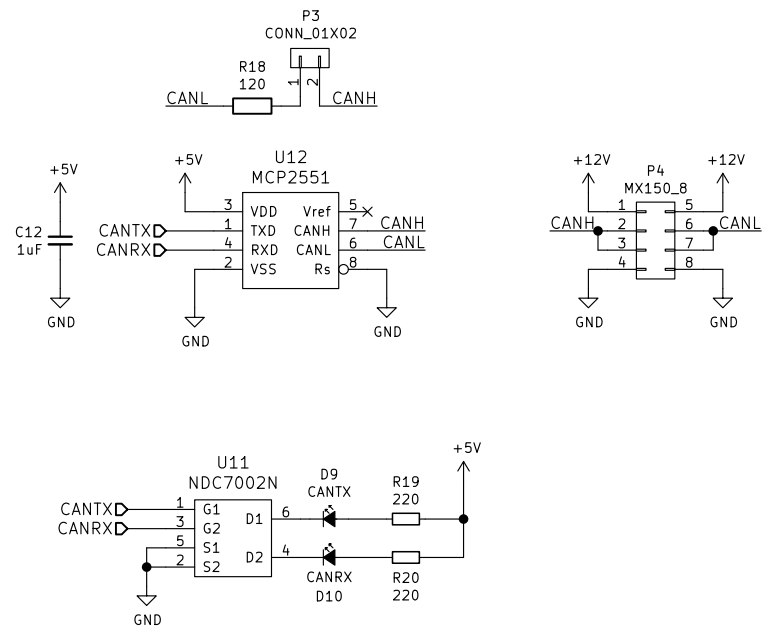 P3
CONN_01X02
R18
120
1
2
CANL
CANH
+5V
C12
1uF
GND
+5V
U12
MCP2551
3 VDD Vref 5
CANTX 1 TXD CANH 7 CANH
CANRX 4 RXD CANL 6 CANL
2 VSS Rs 8
GND
GND
+12V
P4
MX150_8
+12V
1 5
CANH 2 6 CANL
3 7
4 8
GND
GND
U11
NDC7002N
CANTX 1 G1
CANRX 3 G2
5 S1
2 S2
D1 6
D2 4
GND
D9
CANTX
R19
220
+5V
CANRX
D10
R20
220